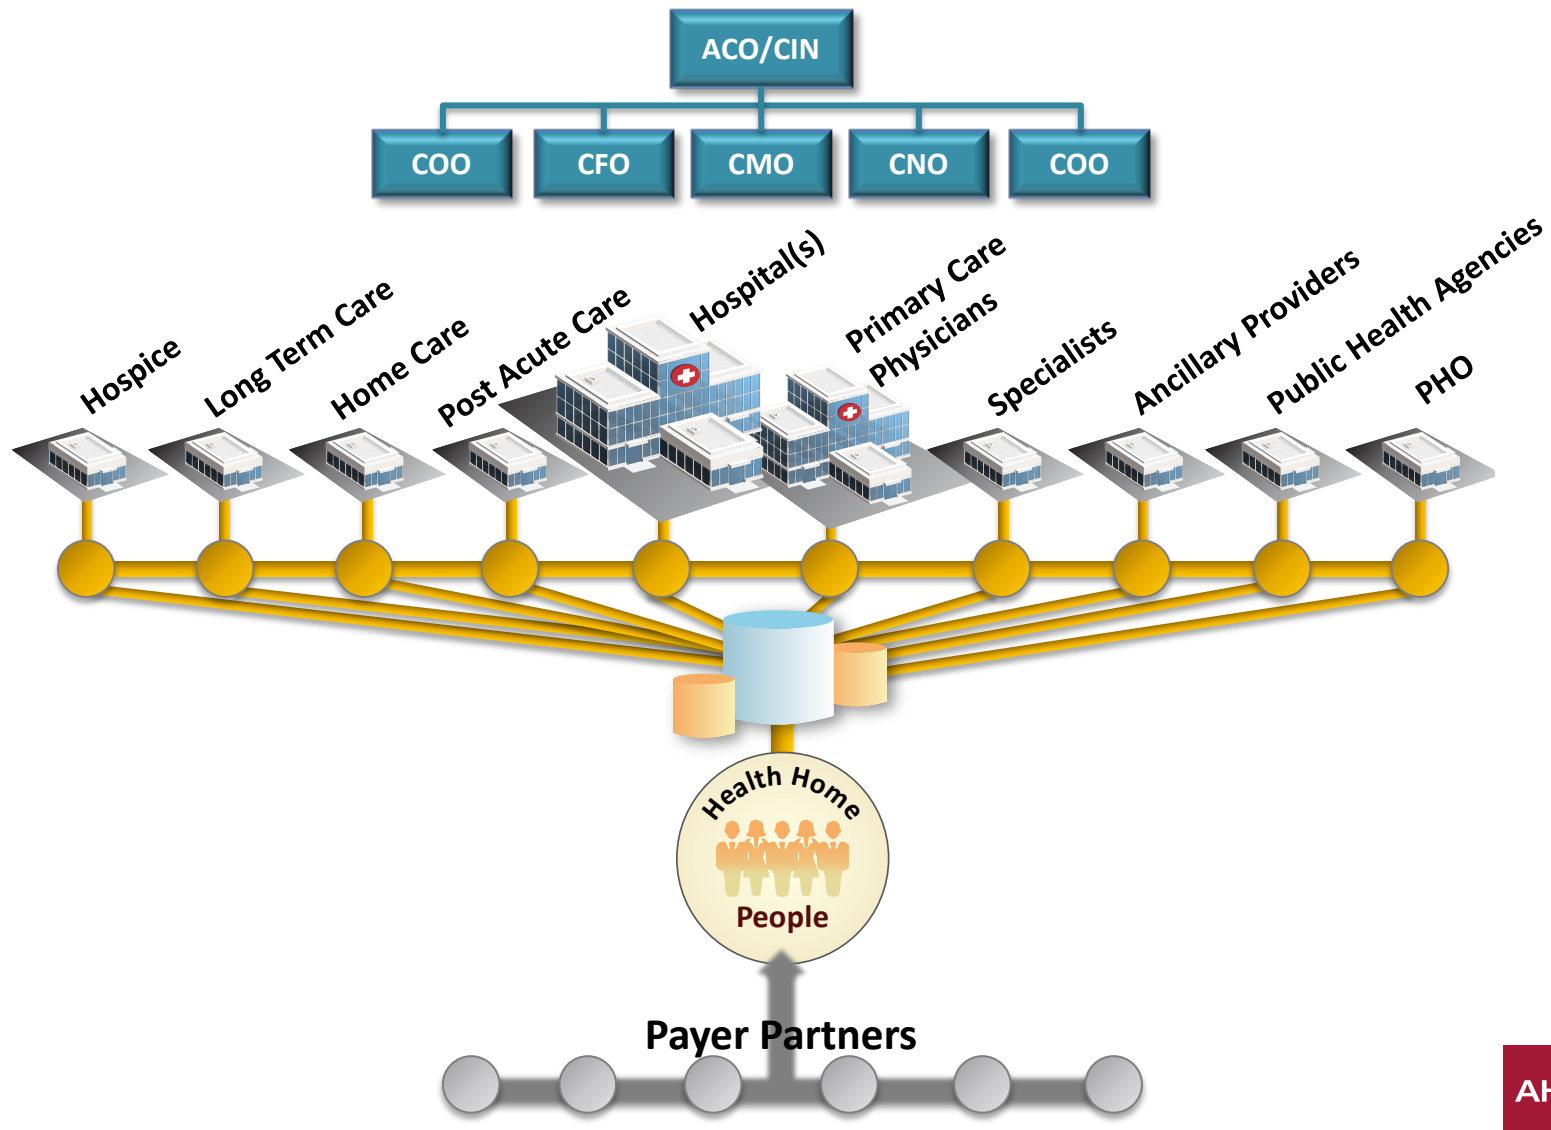 ACO/CIN
COO
CFO
CMO
CNO
COO
Hospice
Long Term Care
Home Care
Post Acute Care
Hospital(s)
Primary Care
Physicians
Specialists
Ancillary Providers
Public Health Agencies
PHO
Health Home
People
Payer Partners